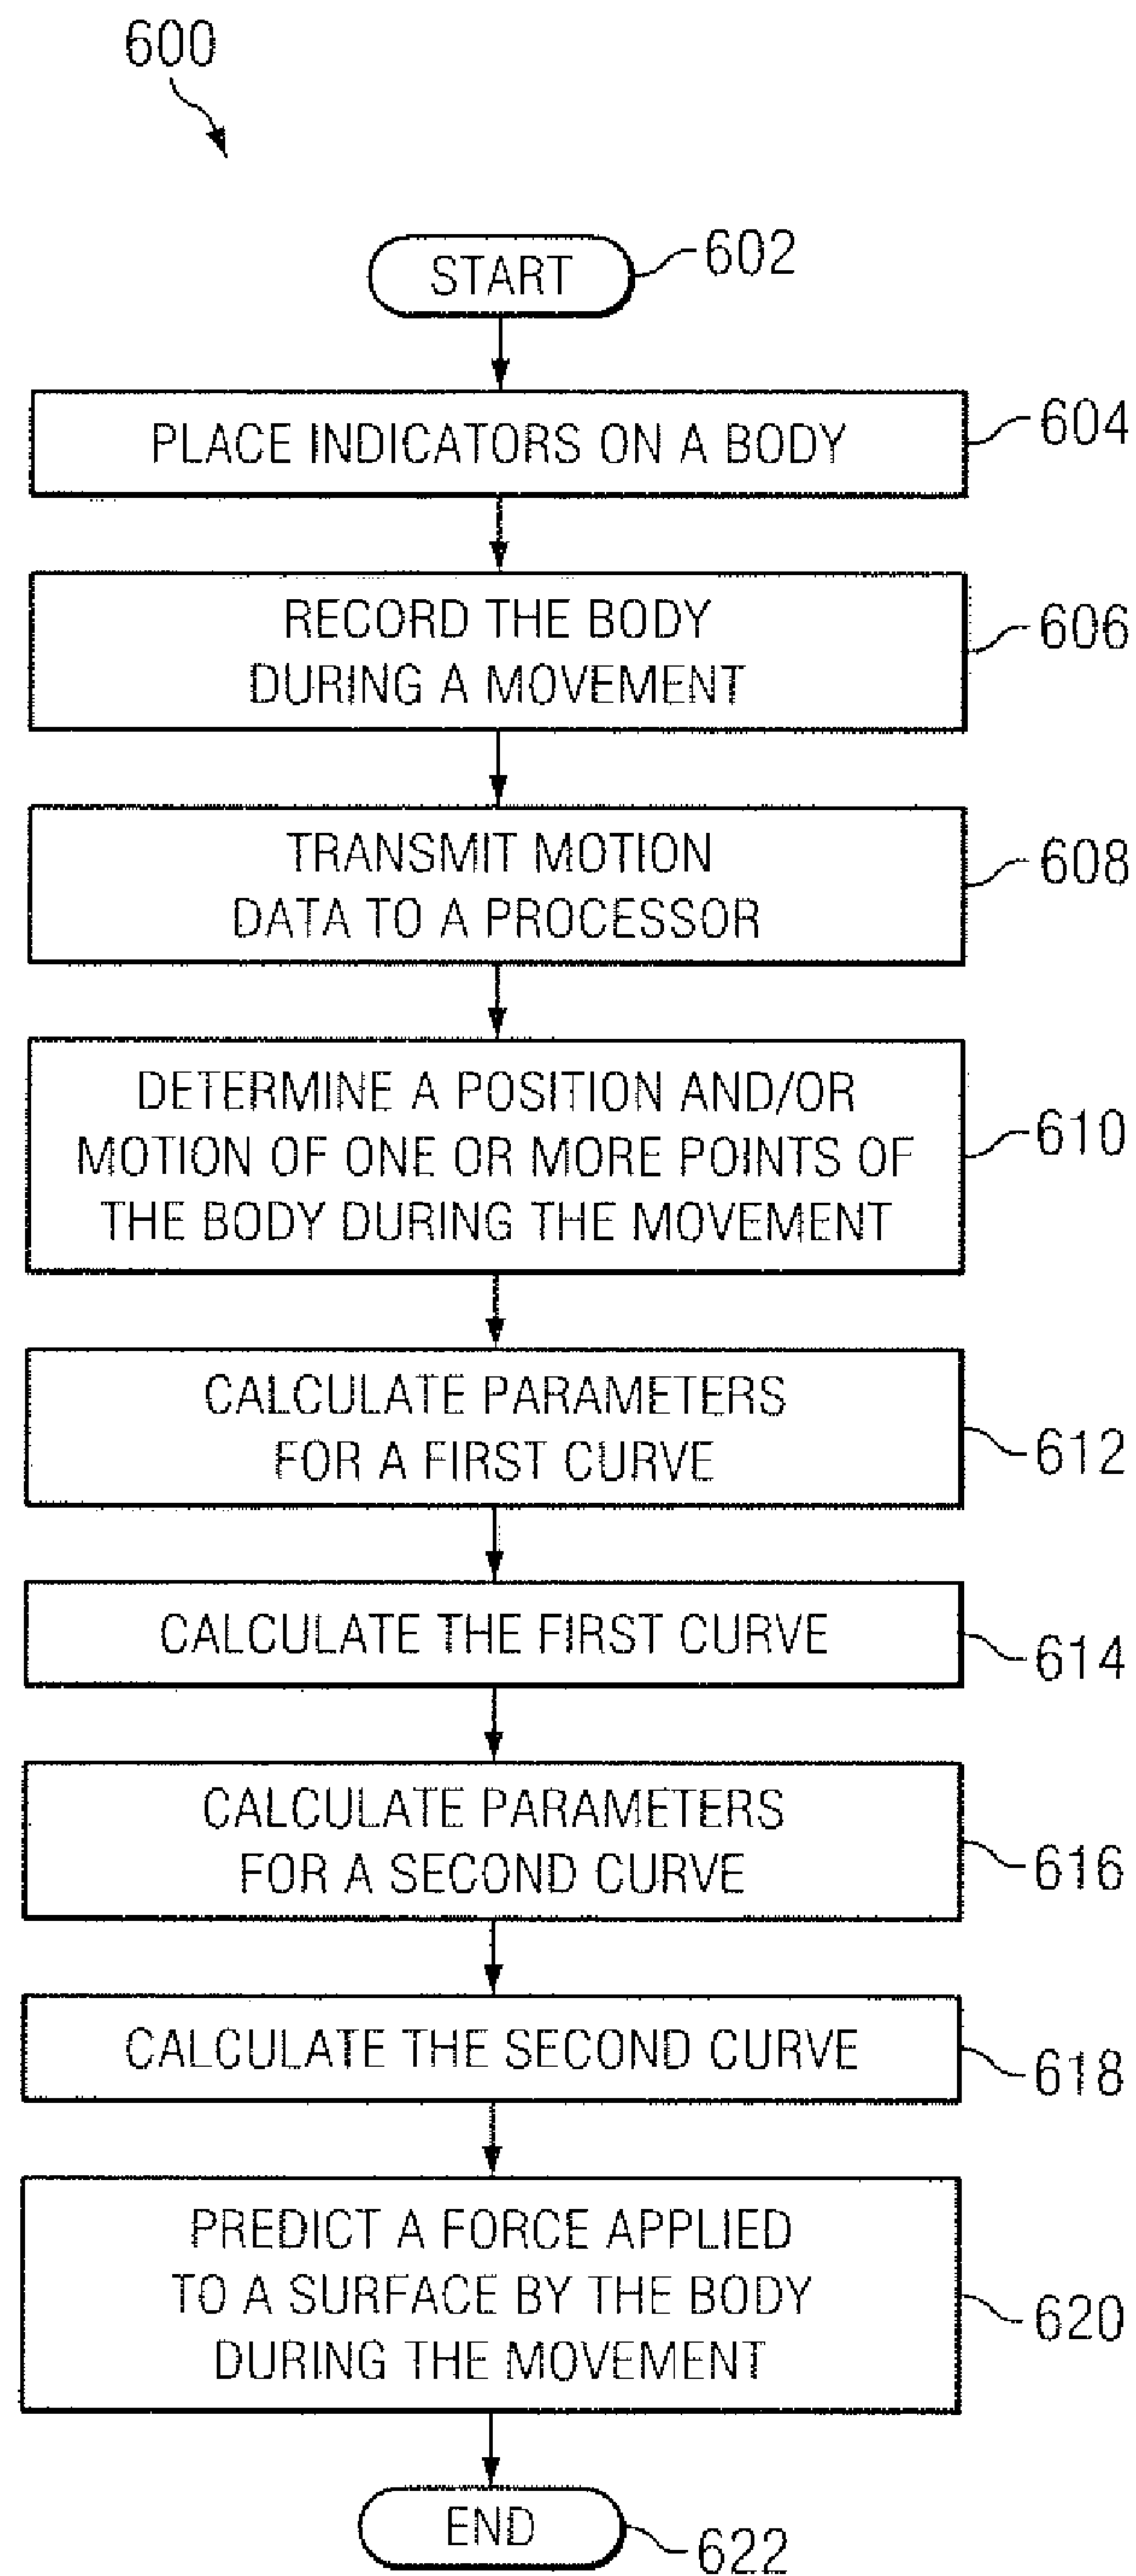 600
START
602
PLACE INDICATORS ON A BODY
604
RECORD THE BODY
DURING A MOVEMENT
606
TRANSMIT MOTION
DATA TO A PROCESSOR
608
DETERMINE A POSITION AND/OR
MOTION OF ONE OR MORE POINTS OF
THE BODY DURING THE MOVEMENT
610
CALCULATE PARAMETERS
FOR A FIRST CURVE
612
CALCULATE THE FIRST CURVE
614
CALCULATE PARAMETERS
FOR A SECOND CURVE
616
CALCULATE THE SECOND CURVE
618
PREDICT A FORCE APPLIED
TO A SURFACE BY THE BODY
DURING THE MOVEMENT
620
END
622